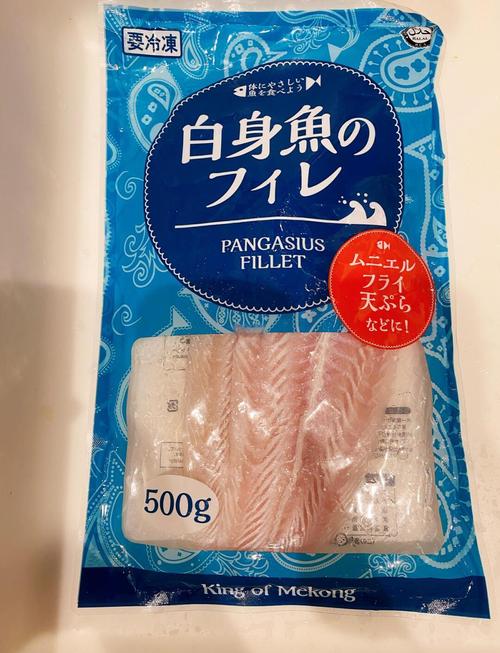 要冷凍
حلال
HALAL
体にやさしい
魚を食べよう
白身魚の
フィレ
PANGASIUS
FILLET
ムニエル
フライ
天ぷら
などに!
500g
King of Mekong